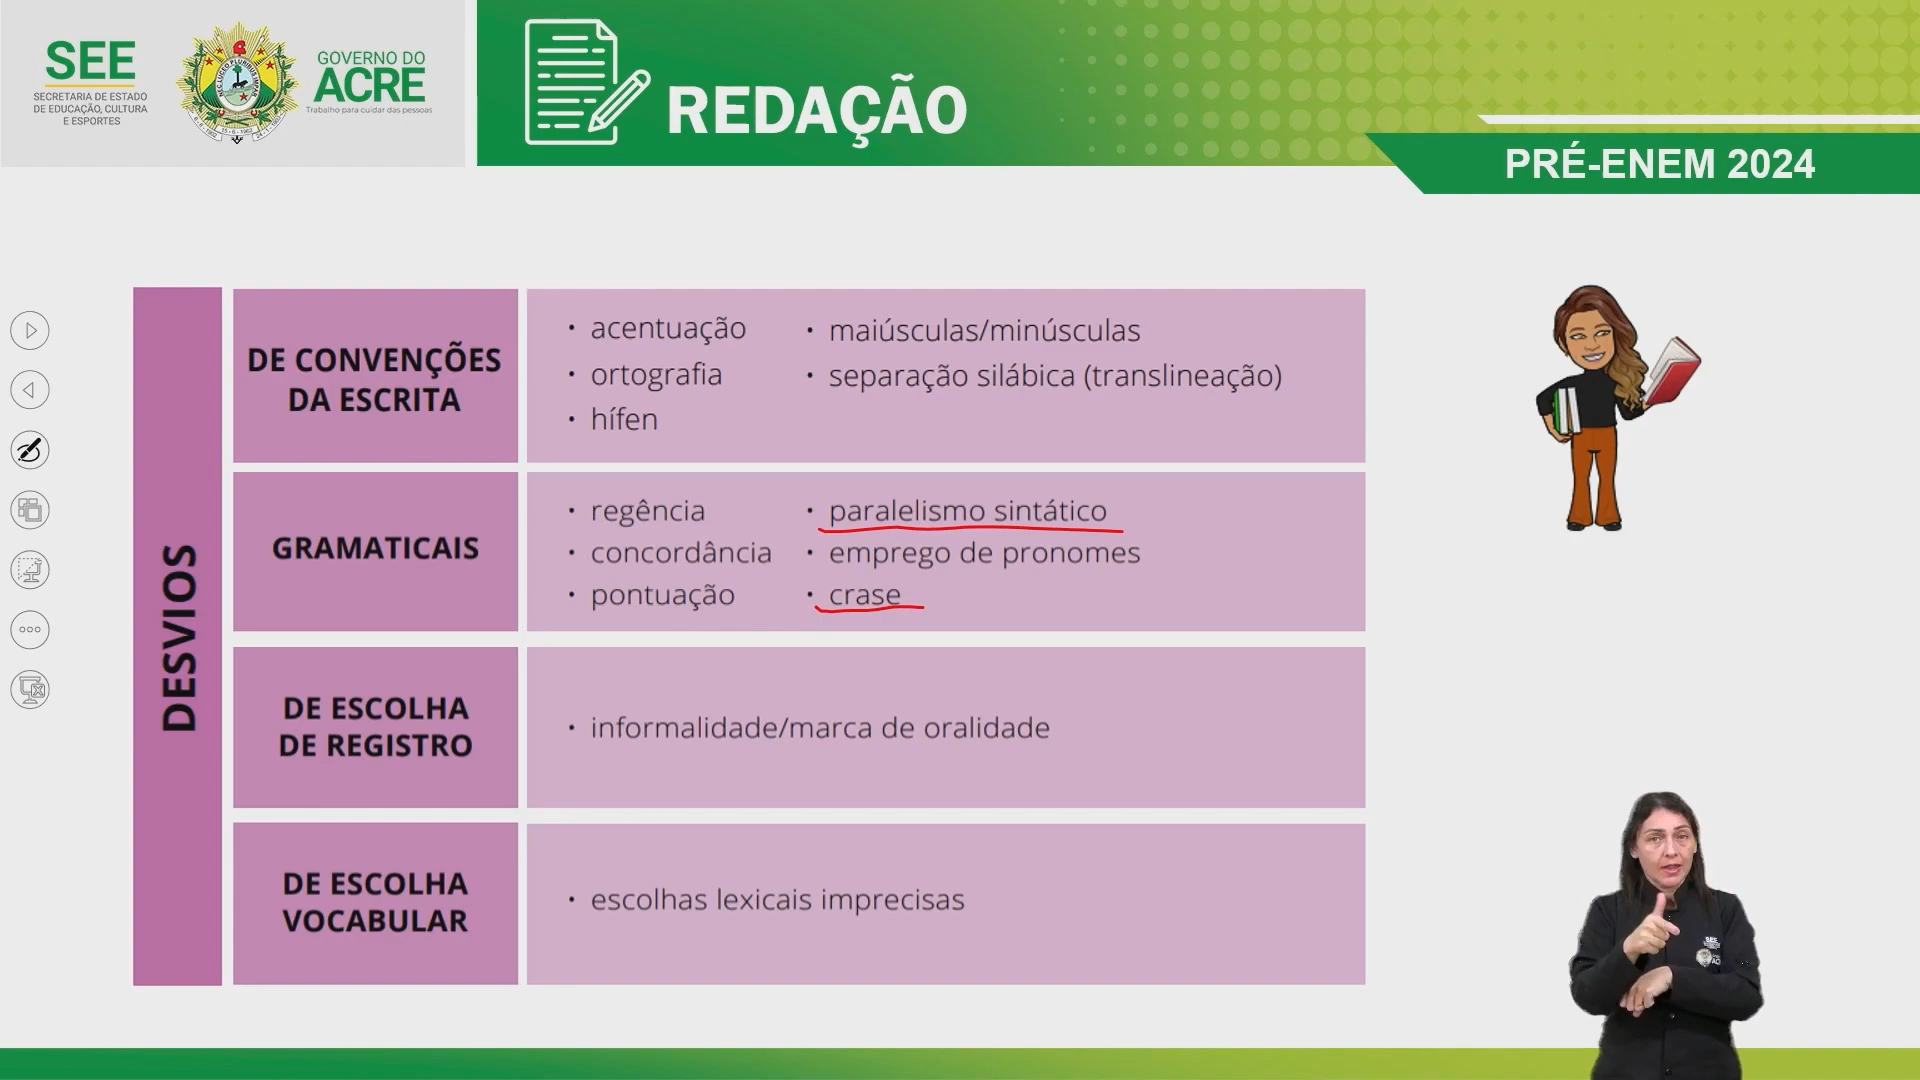 SEE
SECRETARIA DE ESTADO
DE EDUCAÇÃO, CULTURA
E ESPORTES
GOVERNO DO
ACRE
Trabalho para cuidar das pessoas
REDAÇÃO
PRÉ-ENEM 2024
DESVIOS
DE CONVENÇÕES
DA ESCRITA
• acentuação
• ortografia
• hífen
• maiúsculas/minúsculas
• separação silábica (translineação)
GRAMATICAIS
• regência
• concordância
• pontuação
• paralelismo sintático
• emprego de pronomes
• crase
DE ESCOLHA
DE REGISTRO
• informalidade/marca de oralidade
DE ESCOLHA
VOCABULAR
• escolhas lexicais imprecisas
SEE